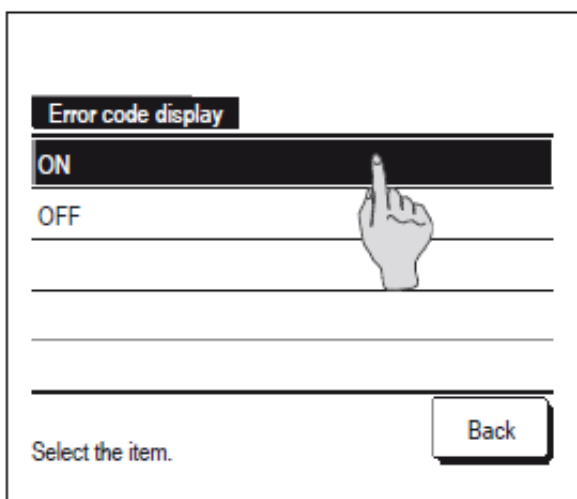 Error code display
ON
OFF
Back
Select the item.